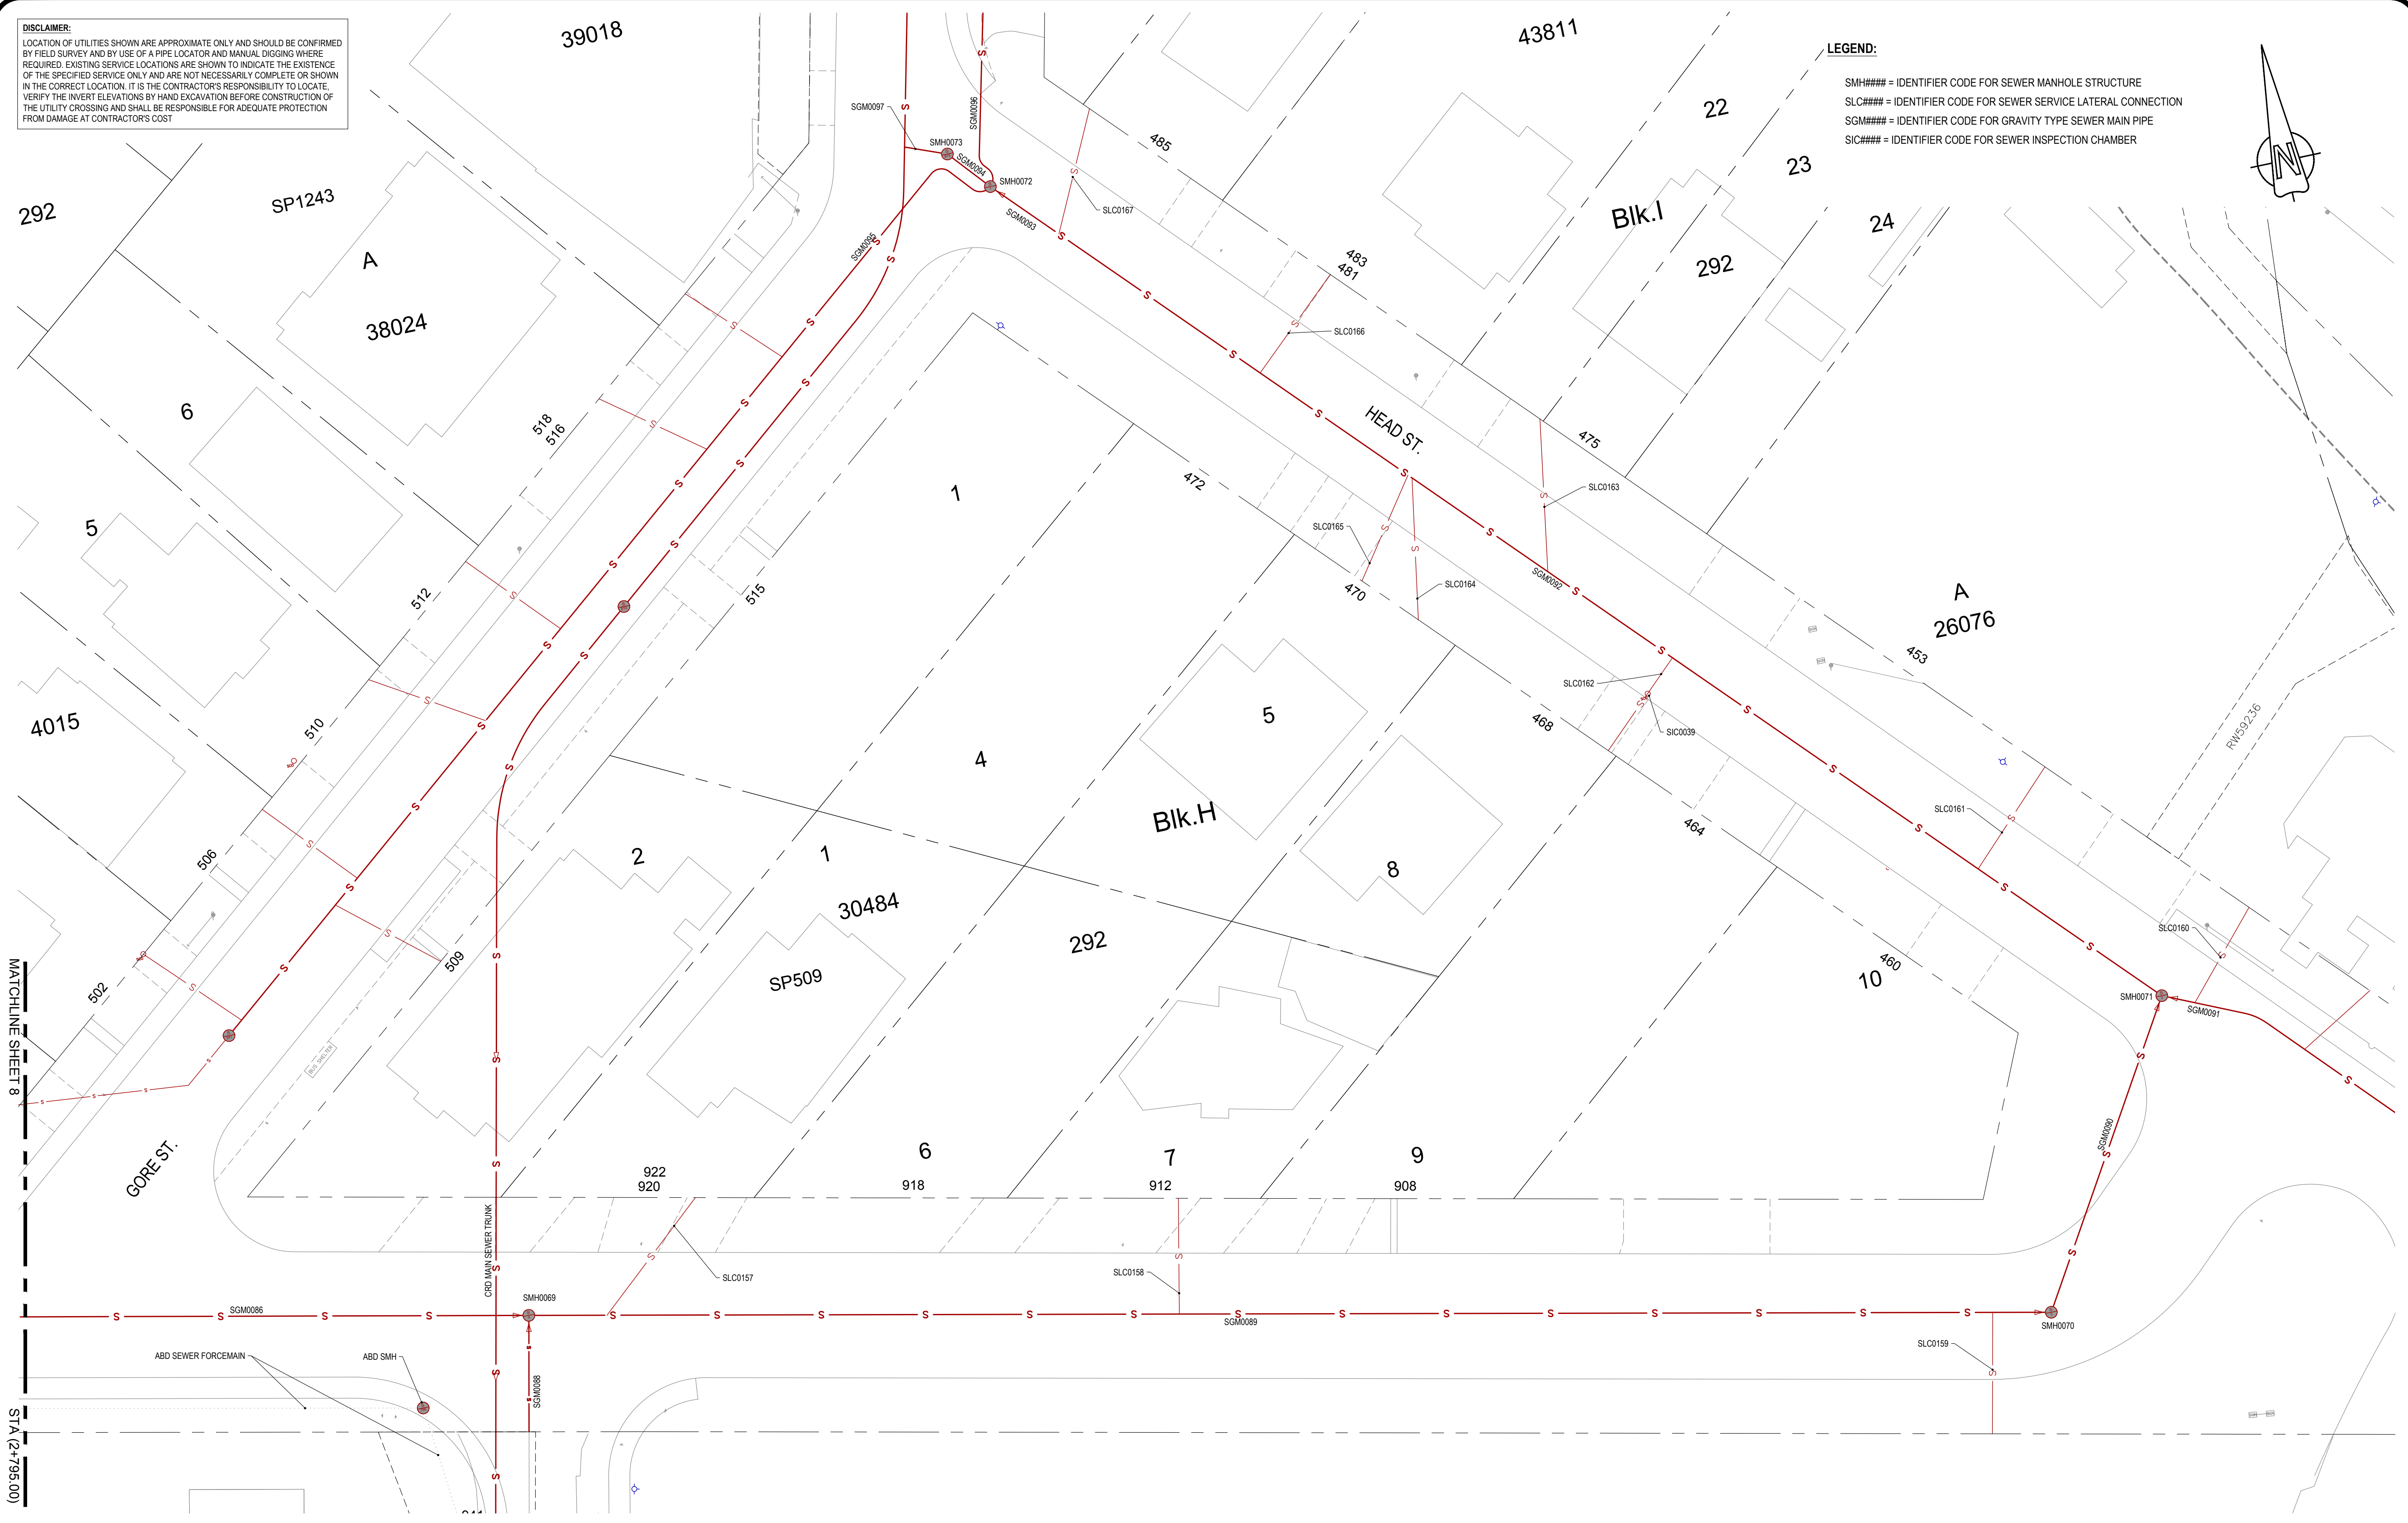 DISCLAIMER:
LOCATION OF UTILITIES SHOWN ARE APPROXIMATE ONLY AND SHOULD BE CONFIRMED
BY FIELD SURVEY AND BY USE OF A PIPE LOCATOR AND MANUAL DIGGING WHERE
REQUIRED. EXISTING SERVICE LOCATIONS ARE SHOWN TO INDICATE THE EXISTENCE
OF THE SPECIFIED SERVICE ONLY AND ARE NOT NECESSARILY COMPLETE OR SHOWN
IN THE CORRECT LOCATION. IT IS THE CONTRACTOR'S RESPONSIBILITY TO LOCATE,
VERIFY THE INVERT ELEVATIONS BY HAND EXCAVATION BEFORE CONSTRUCTION OF
THE UTILITY CROSSING AND SHALL BE RESPONSIBLE FOR ADEQUATE PROTECTION
FROM DAMAGE AT CONTRACTOR'S COST
LEGEND:
SMH#### = IDENTIFIER CODE FOR SEWER MANHOLE STRUCTURE
SLC#### = IDENTIFIER CODE FOR SEWER SERVICE LATERAL CONNECTION
SGM#### = IDENTIFIER CODE FOR GRAVITY TYPE SEWER MAIN PIPE
SIC#### = IDENTIFIER CODE FOR SEWER INSPECTION CHAMBER
N
39018
43811
22
23
24
Blk.I
292
SGM0097
SGM0096
SMH0073
SGM0094
SMH0072
SGM0093
SGM0095
SLC0167
485
483
481
SLC0166
292
SP1243
A
38024
6
5
4015
518
516
512
510
506
502
515
509
HEAD ST.
475
472
470
468
464
460
453
SLC0163
SLC0165
SLC0164
SGM0092
SLC0162
SIC0039
SLC0161
SLC0160
A
26076
RW59236
1
4
5
Blk.H
8
2
1
30484
SP509
292
10
6
7
9
SMH0071
SGM0091
SGM0090
BUS SHELTER
GORE ST.
922
920
918
912
908
CRD MAIN SEWER TRUNK
SLC0157
SLC0158
SMH0069
SGM0086
SGM0089
SMH0070
SLC0159
SGM0088
ABD SEWER FORCEMAIN
ABD SMH
MATCHLINE SHEET 8
STA (2+795.00)